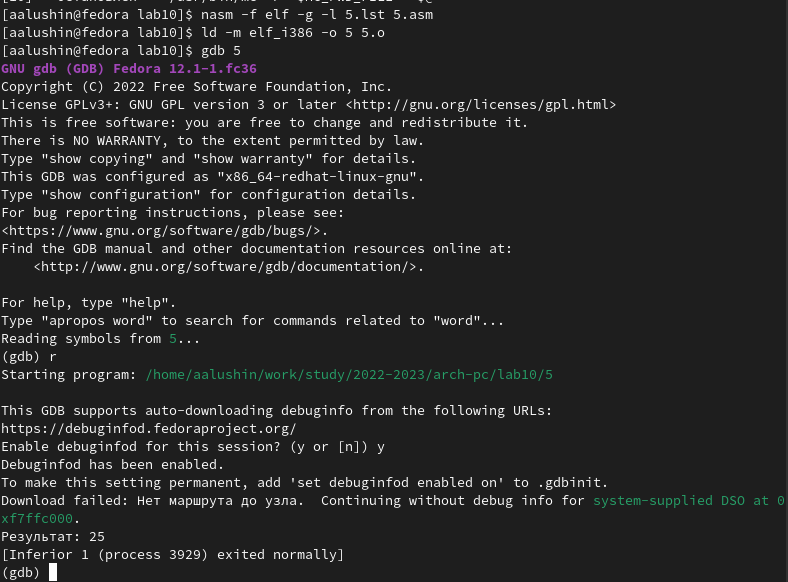 [aalushin@fedora lab10]$ nasm -f elf -g -l 5.lst 5.asm
[aalushin@fedora lab10]$ ld -m elf_i386 -o 5 5.o
[aalushin@fedora lab10]$ gdb 5
GNU gdb (GDB) Fedora 12.1-1.fc36
Copyright (C) 2022 Free Software Foundation, Inc.
License GPLv3+: GNU GPL version 3 or later <http://gnu.org/licenses/gpl.html>
This is free software: you are free to change and redistribute it.
There is NO WARRANTY, to the extent permitted by law.
Type "show copying" and "show warranty" for details.
This GDB was configured as "x86_64-redhat-linux-gnu".
Type "show configuration" for configuration details.
For bug reporting instructions, please see:
<https://www.gnu.org/software/gdb/bugs/>.
Find the GDB manual and other documentation resources online at:
    <http://www.gnu.org/software/gdb/documentation/>.

For help, type "help".
Type "apropos word" to search for commands related to "word"...
Reading symbols from 5...
(gdb) r
Starting program: /home/aalushin/work/study/2022-2023/arch-pc/lab10/5

This GDB supports auto-downloading debuginfo from the following URLs:
https://debuginfod.fedoraproject.org/
Enable debuginfod for this session? (y or [n]) y
Debuginfod has been enabled.
To make this setting permanent, add 'set debuginfod enabled on' to .gdbinit.
Download failed: Нет маршрута до узла.  Continuing without debug info for system-supplied DSO at 0
xf7ffc000.
Результат: 25
[Inferior 1 (process 3929) exited normally]
(gdb)